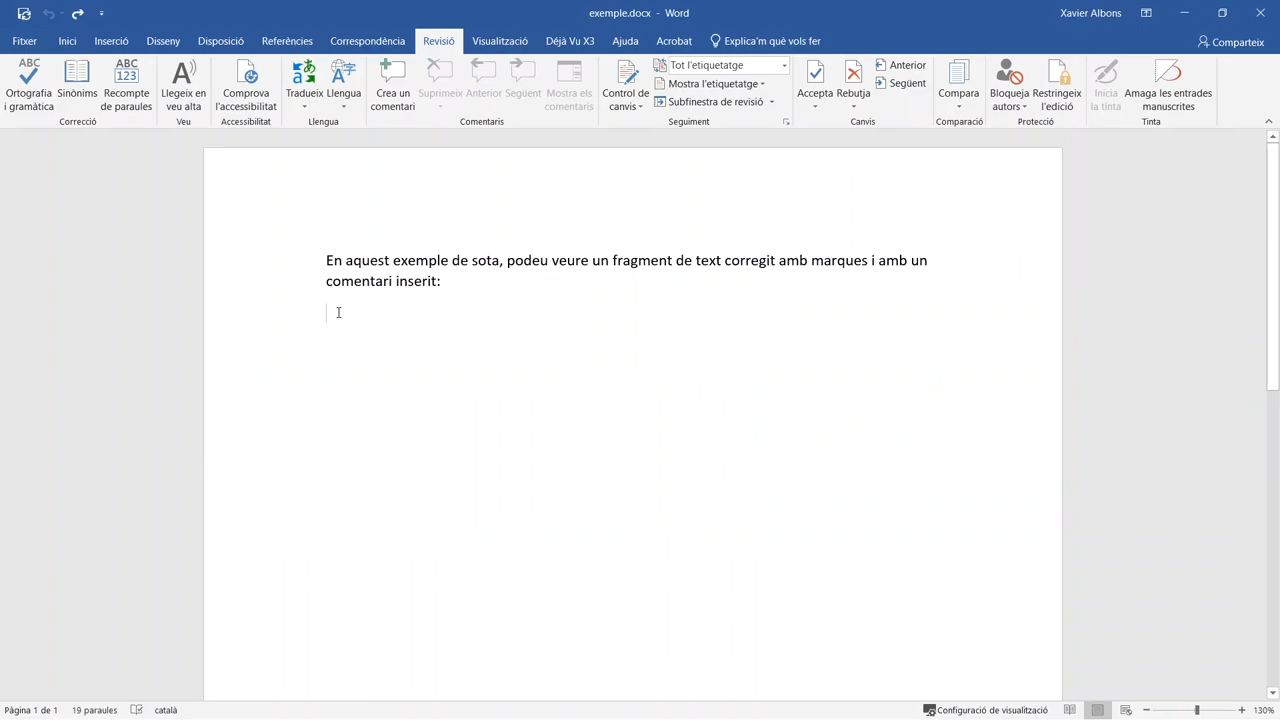 exemple.docx - Word
Xavier Albons
Fitxer Inici Inserció Disseny Disposició Referències Correspondència Revisió Visualització Déjà Vu X3 Ajuda Acrobat Explica'm què vols fer Comparteix
ABC Ortografia i gramàtica
Sinònims
ABC 123 Recompte de paraules
Correcció
Llegeix en veu alta
Veu
Comprova l'accessibilitat
Accessibilitat
Tradueix
Llengua
Llengua
Crea un comentari
Suprimeix
Anterior
Següent
Mostra els comentaris
Comentaris
Control de canvis
Tot l'etiquetatge
Mostra l'etiquetatge
Subfinestra de revisió
Seguiment
Accepta
Rebutja
Anterior
Següent
Canvis
Compara
Comparació
Bloqueja autors
Restringeix l'edició
Protecció
Inicia la tinta
Amaga les entrades manuscrites
Tinta
En aquest exemple de sota, podeu veure un fragment de text corregit amb marques i amb un
comentari inserit:
Pàgina 1 de 1 19 paraules català Configuració de visualització 130%